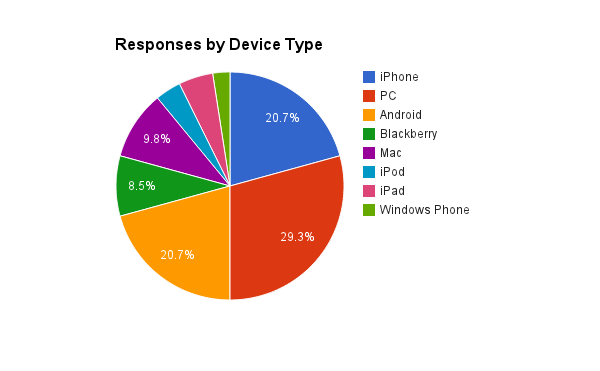 Responses by Device Type
iPhone
PC
Android
Blackberry
Mac
iPod
iPad
Windows Phone
20.7%
29.3%
20.7%
8.5%
9.8%